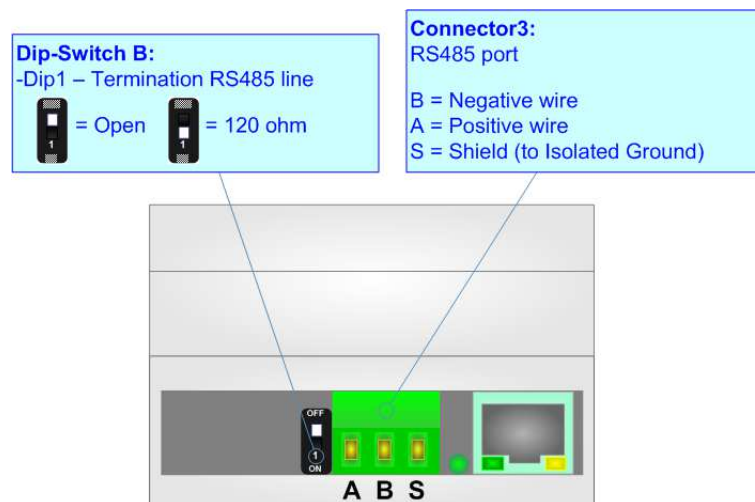 Dip-Switch B:
-Dip1 – Termination RS485 line
1
= Open
1
= 120 ohm
Connector3:
RS485 port
B = Negative wire
A = Positive wire
S = Shield (to Isolated Ground)
OFF
1
ON
A B S